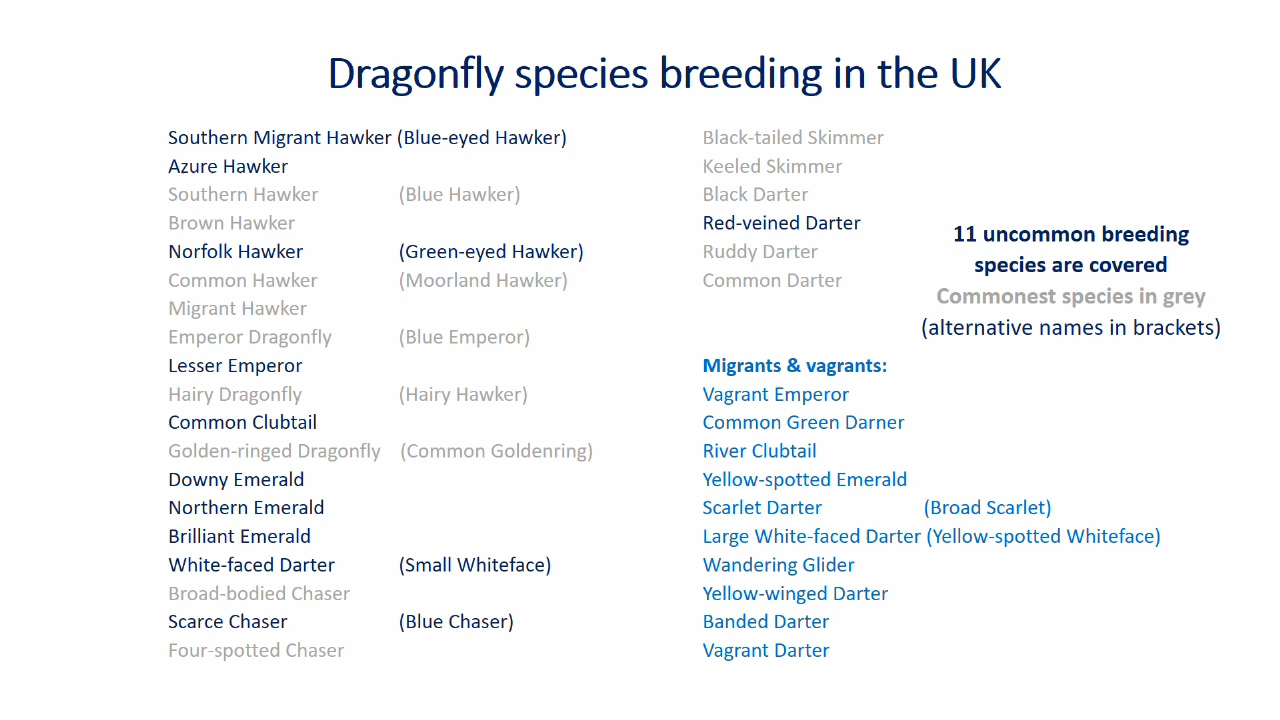 Dragonfly species breeding in the UK
Southern Migrant Hawker (Blue-eyed Hawker)
Azure Hawker
Southern Hawker (Blue Hawker)
Brown Hawker
Norfolk Hawker (Green-eyed Hawker)
Common Hawker (Moorland Hawker)
Migrant Hawker
Emperor Dragonfly (Blue Emperor)
Lesser Emperor
Hairy Dragonfly (Hairy Hawker)
Common Clubtail
Golden-ringed Dragonfly (Common Goldenring)
Downy Emerald
Northern Emerald
Brilliant Emerald
White-faced Darter (Small Whiteface)
Broad-bodied Chaser
Scarce Chaser (Blue Chaser)
Four-spotted Chaser
Black-tailed Skimmer
Keeled Skimmer
Black Darter
Red-veined Darter
Ruddy Darter
Common Darter
Migrants & vagrants:
Vagrant Emperor
Common Green Darner
River Clubtail
Yellow-spotted Emerald
Scarlet Darter (Broad Scarlet)
Large White-faced Darter (Yellow-spotted Whiteface)
Wandering Glider
Yellow-winged Darter
Banded Darter
Vagrant Darter
11 uncommon breeding
species are covered
Commonest species in grey
(alternative names in brackets)